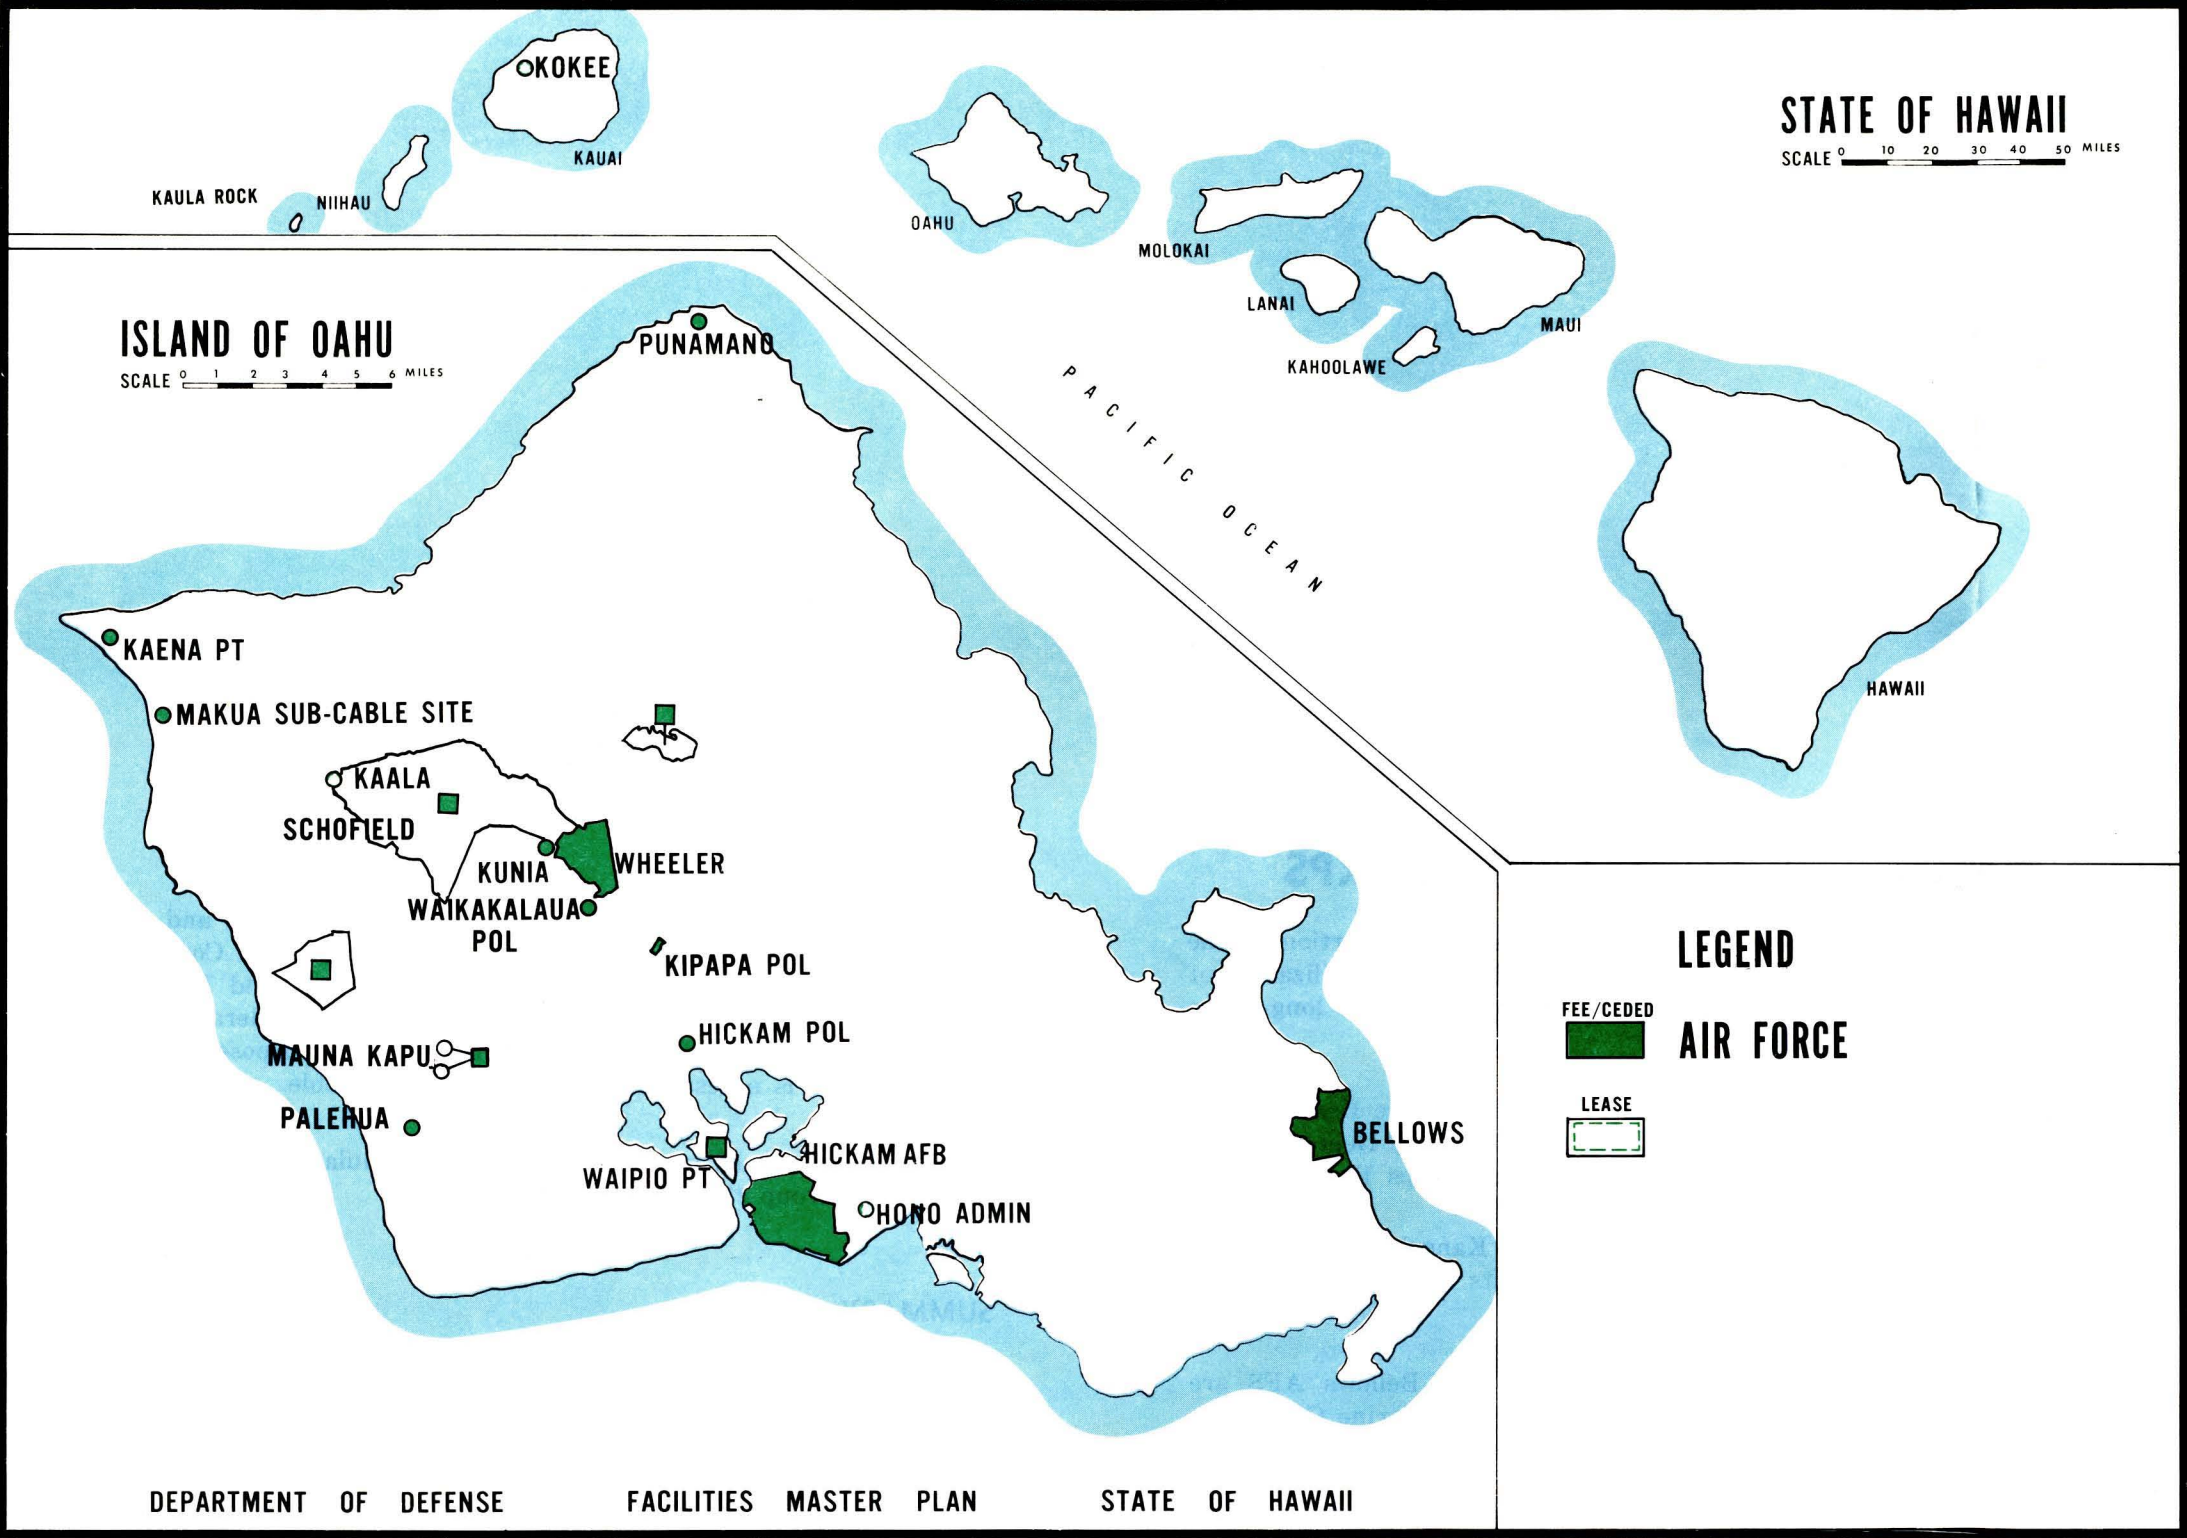 KOKEE
KAUAI
KAULA ROCK
NIIHAU
STATE OF HAWAII
SCALE 0 10 20 30 40 50 MILES
OAHU
MOLOKAI
LANAI
MAUI
KAHOOLAWE
PACIFIC OCEAN
HAWAII
ISLAND OF OAHU
SCALE 0 1 2 3 4 5 6 MILES
PUNAMANO
KAENA PT
MAKUA SUB-CABLE SITE
KAALA
SCHOFIELD
KUNIA
WHEELER
WAIKAKALAUA
POL
KIPAPA POL
HICKAM POL
MAUNA KAPU
PALEHUA
WAIPIO PT
HICKAM AFB
HONO ADMIN
BELLOWS
LEGEND
FEE/CEDED
AIR FORCE
LEASE
DEPARTMENT OF DEFENSE FACILITIES MASTER PLAN STATE OF HAWAII